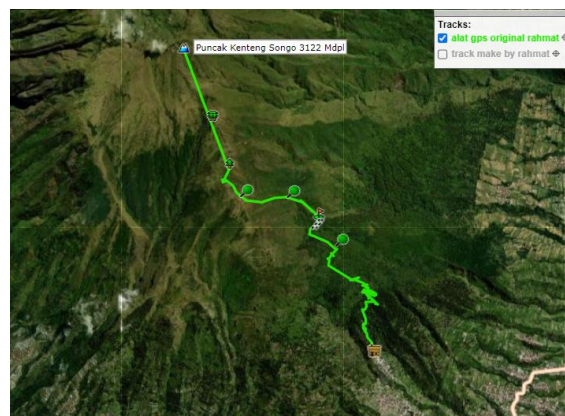 Tracks:
alat gps original rahmat
track make by rahmat
Puncak Kenteng Songo 3122 Mdpl